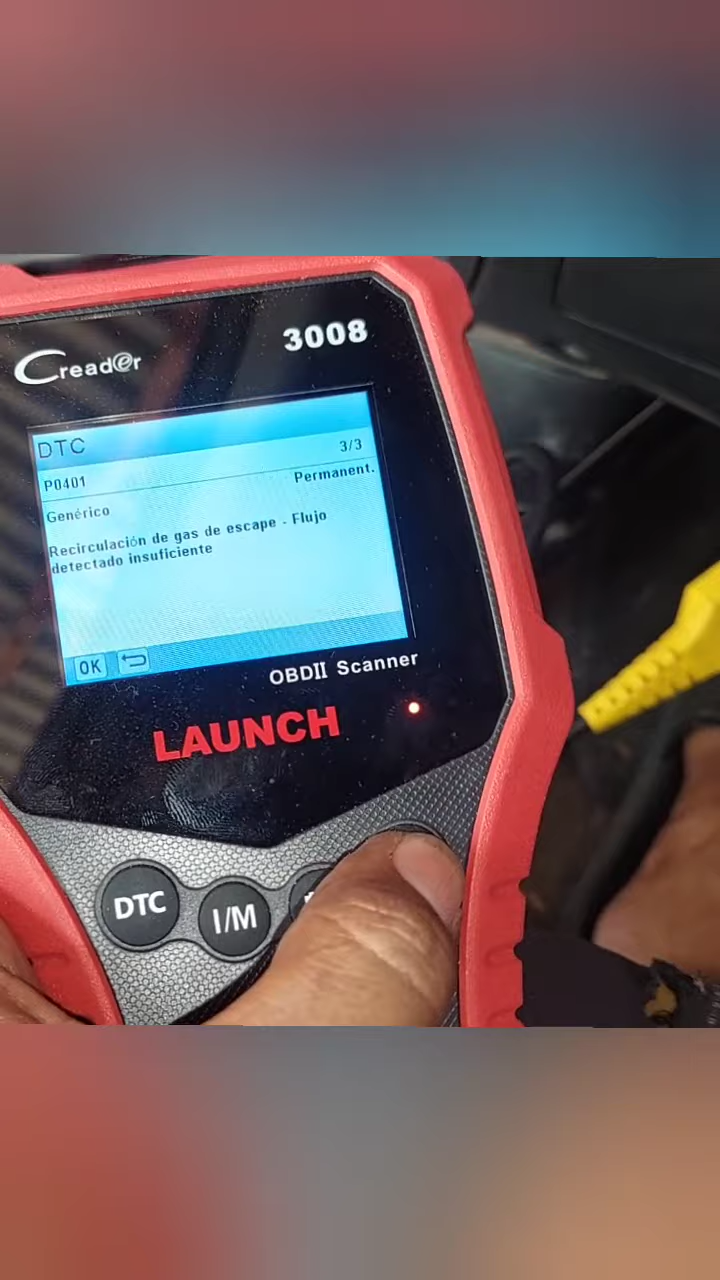 Cread@r
3008
DTC
3/3
P0401
Permanent.
Genérico
Recirculación de gas de escape - Flujo
detectado insuficiente
OK
OBDII Scanner
LAUNCH
DTC
I/M